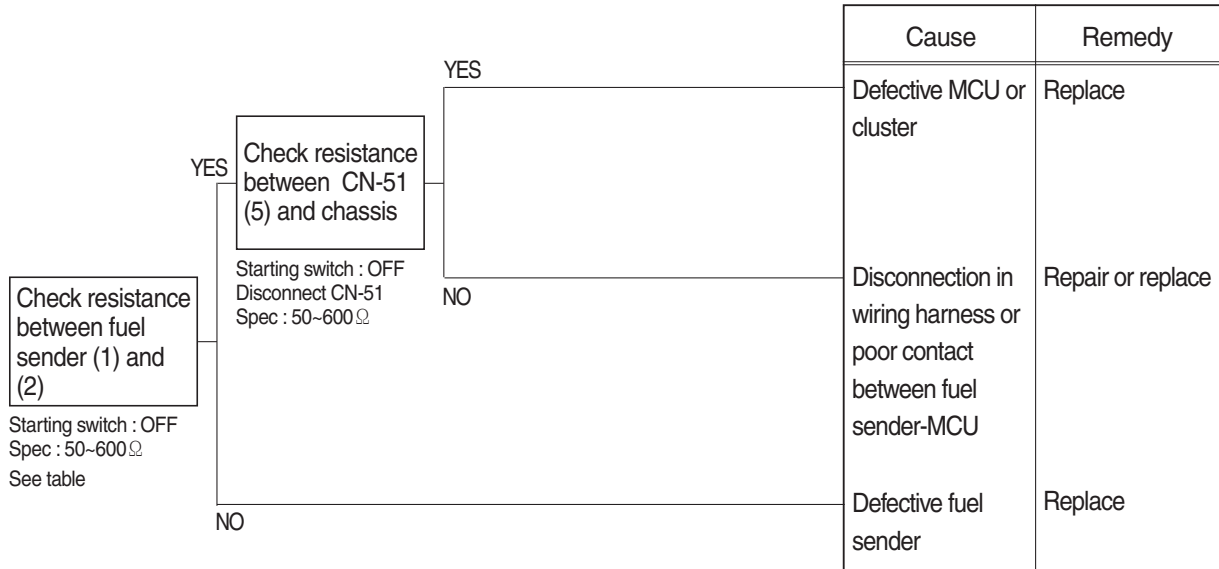 Cause
Remedy
YES
Defective MCU or
cluster
Replace
YES
Check resistance
between CN-51
(5) and chassis
Starting switch : OFF
Disconnect CN-51
Spec : 50~600Ω
NO
Disconnection in
wiring harness or
poor contact
between fuel
sender-MCU
Repair or replace
Check resistance
between fuel
sender (1) and
(2)
Starting switch : OFF
Spec : 50~600Ω
See table
NO
Defective fuel
sender
Replace